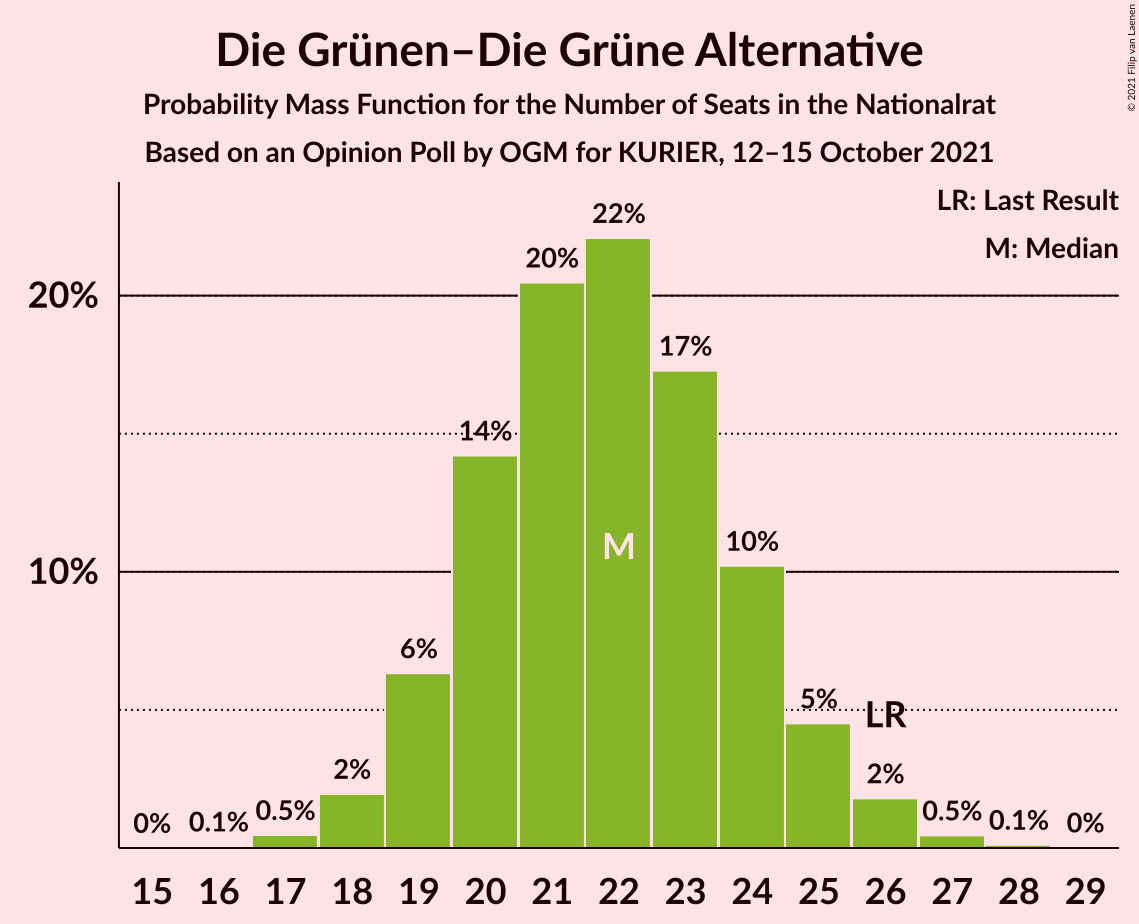 Die Grünen–Die Grüne Alternative
Probability Mass Function for the Number of Seats in the Nationalrat
Based on an Opinion Poll by OGM for KURIER, 12–15 October 2021
© 2021 Filip van Laenen
LR: Last Result
M: Median
22%
20%
20%
17%
14%
M
10%
10%
6%
5%
LR
2%
2%
0% 0.1% 0.5% 0.5% 0.1% 0%
15 16 17 18 19 20 21 22 23 24 25 26 27 28 29